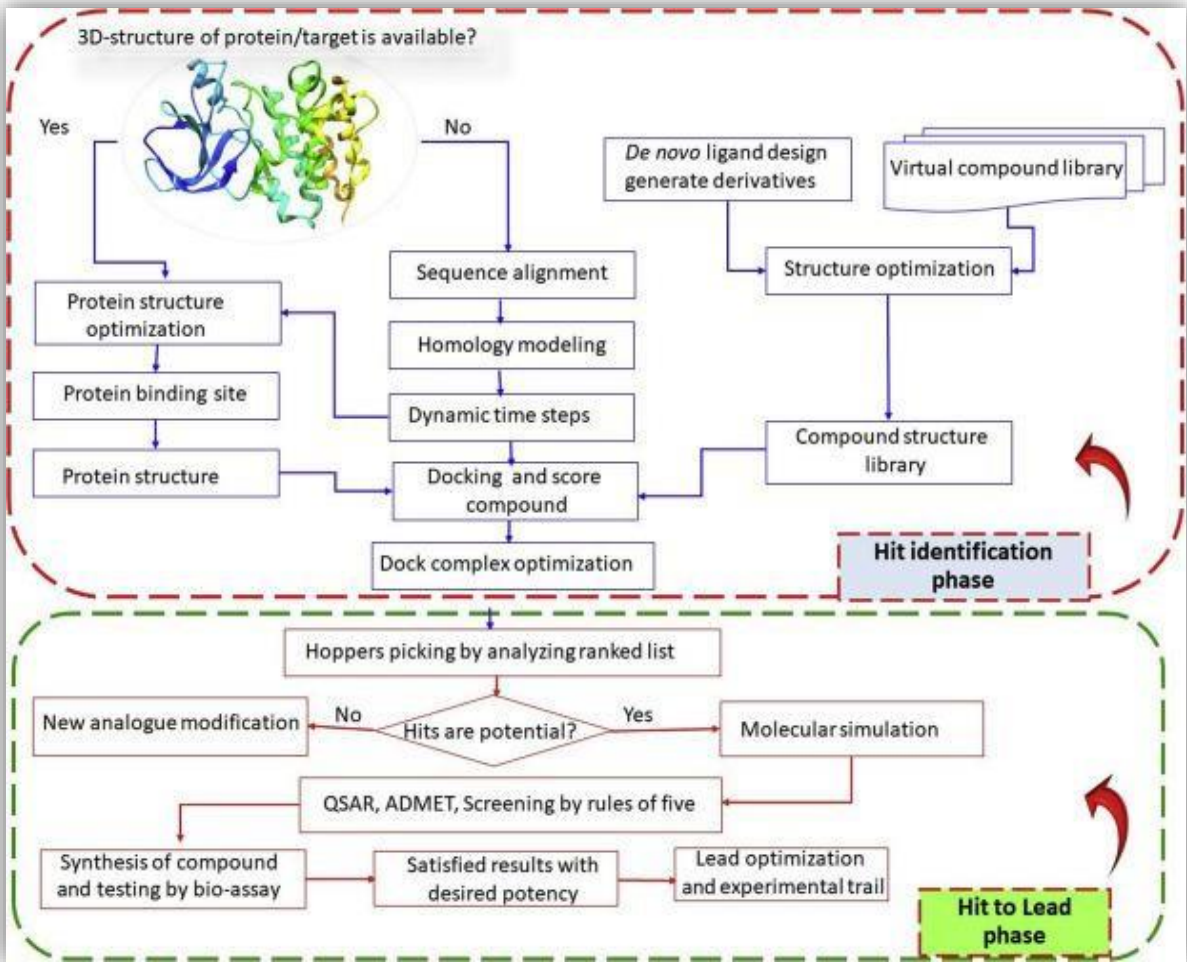 3D-structure of protein/target is available?
Yes
No
De novo ligand design
generate derivatives
Virtual compound library
Sequence alignment
Structure optimization
Protein structure
optimization
Homology modeling
Protein binding site
Dynamic time steps
Compound structure
library
Protein structure
Docking and score
compound
Dock complex optimization
Hit identification
phase
Hoppers picking by analyzing ranked list
New analogue modification
No
Hits are potential?
Yes
Molecular simulation
QSAR, ADMET, Screening by rules of five
Synthesis of compound
and testing by bio-assay
Satisfied results with
desired potency
Lead optimization
and experimental trail
Hit to Lead
phase